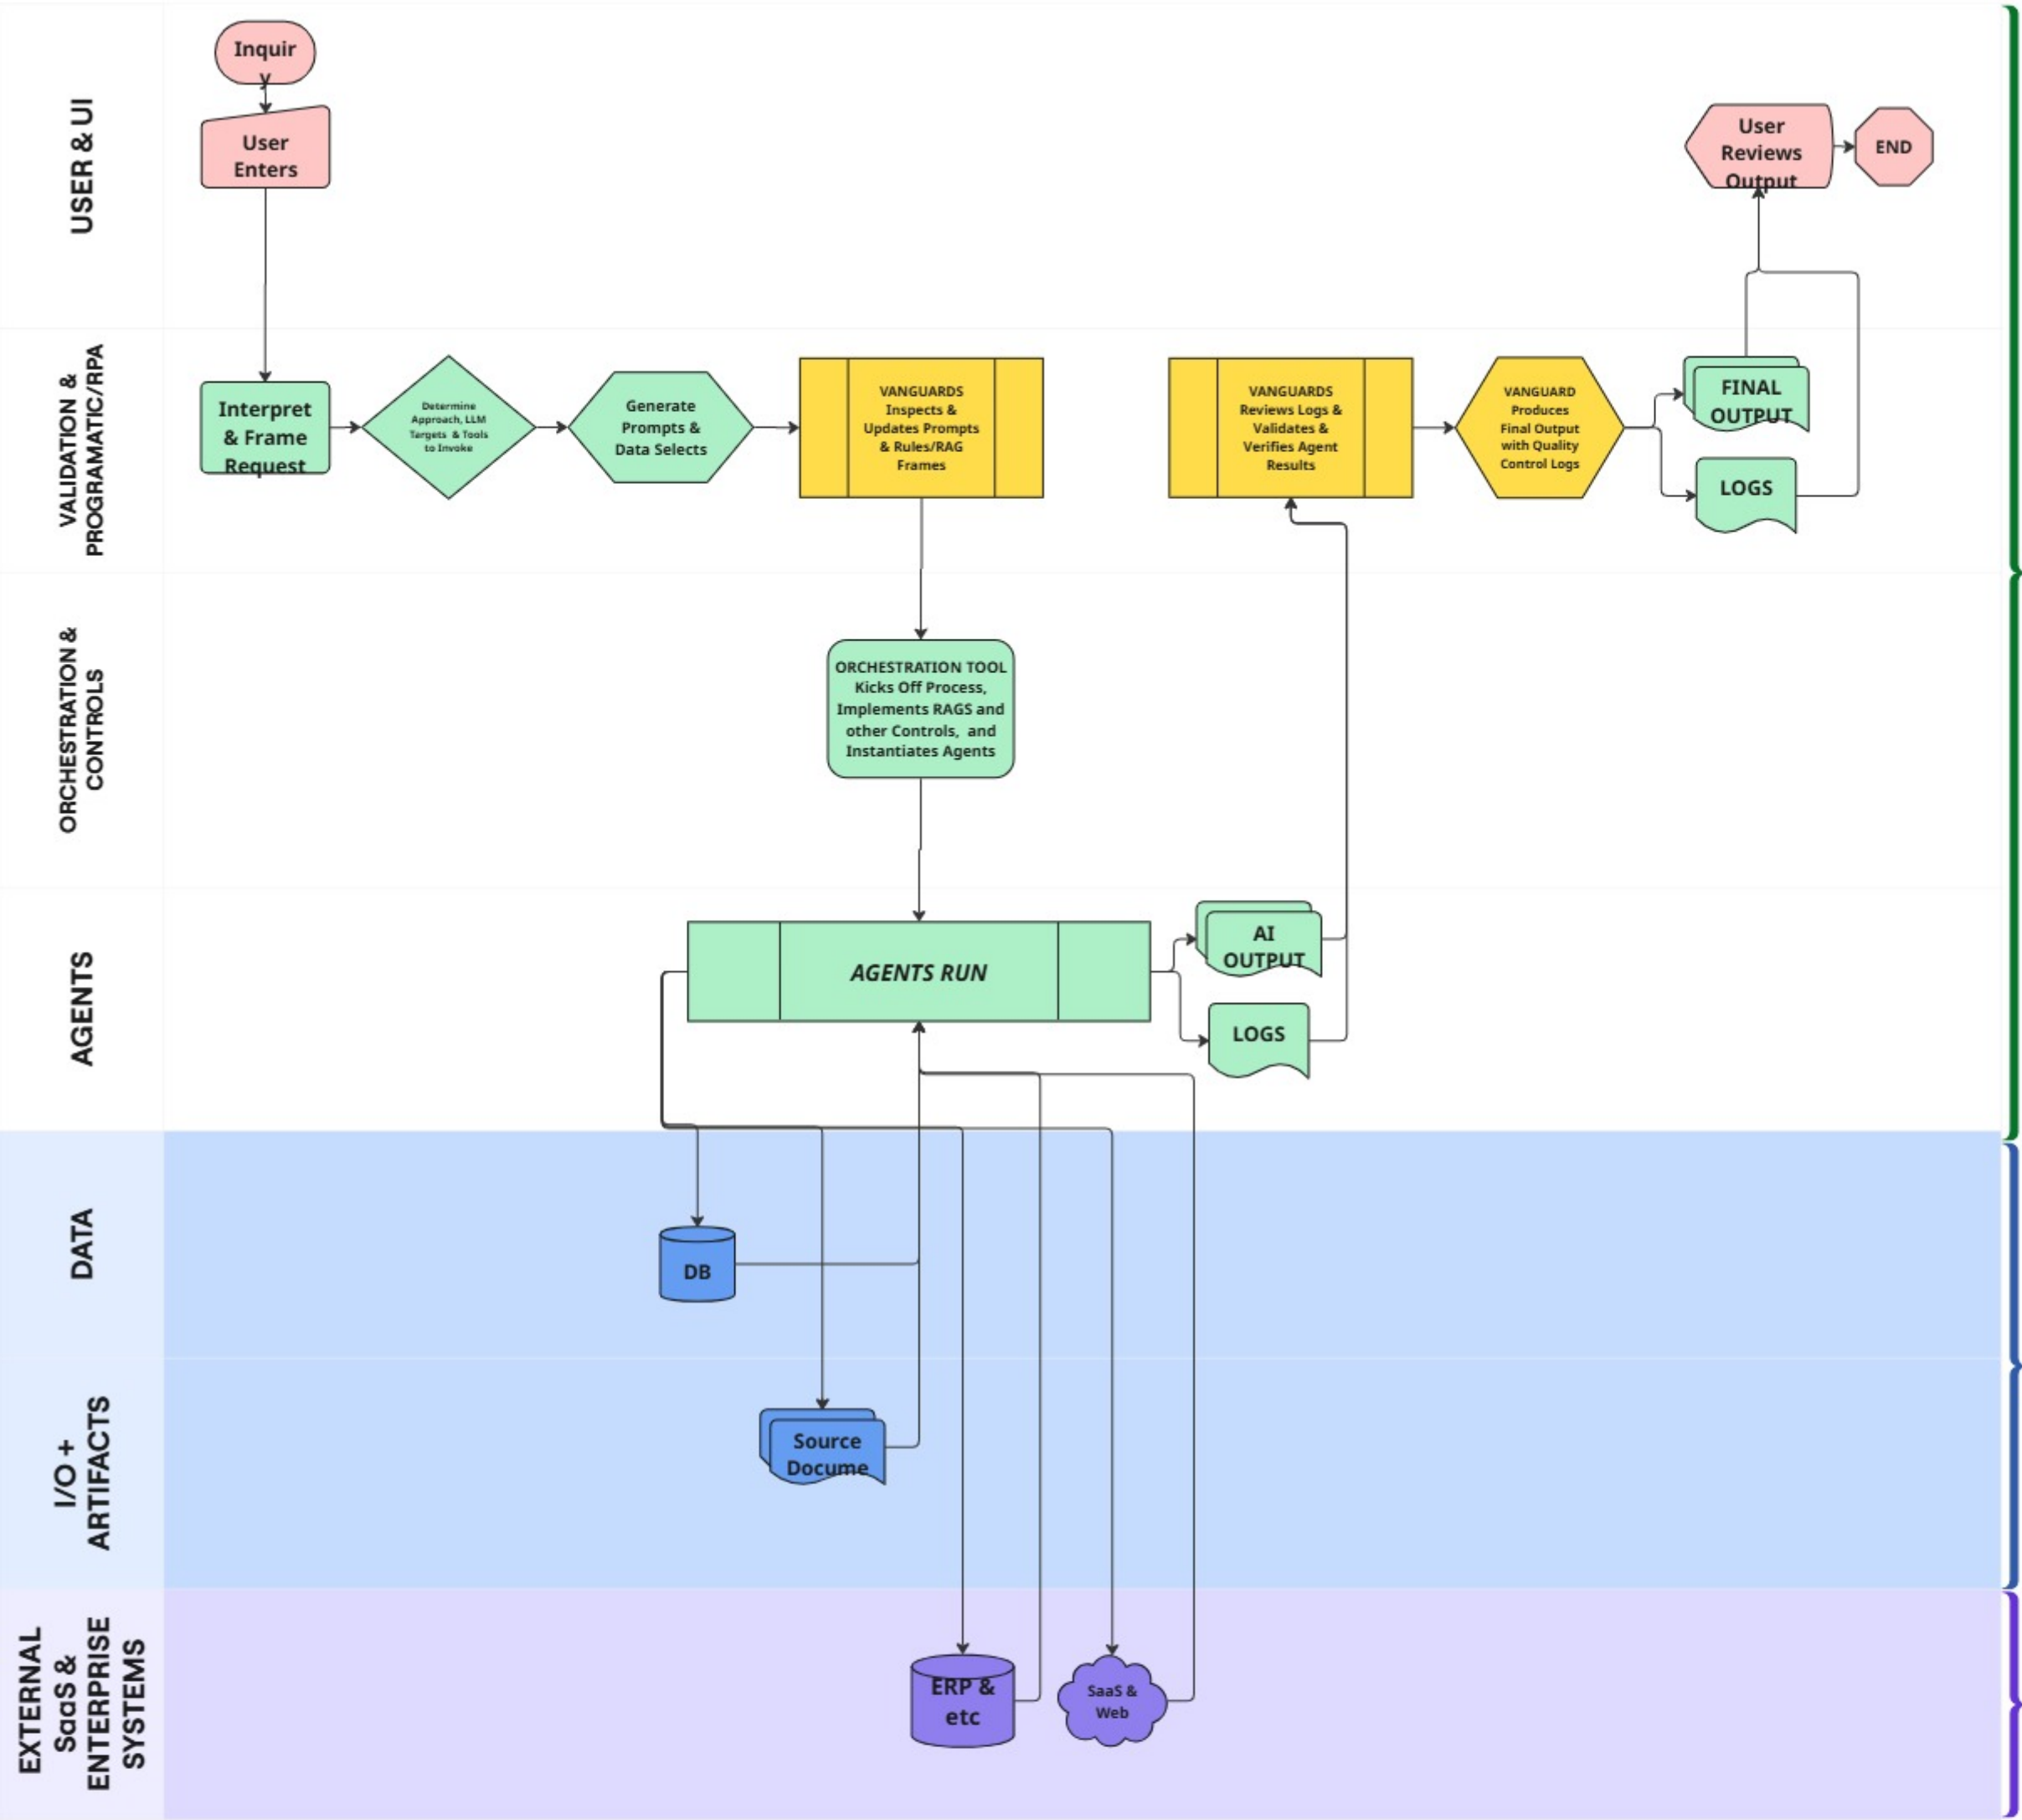 USER & UI
Inquir
y
User
Enters
User
Reviews
Output
END
VALIDATION &
PROGRAMATIC/RPA
Interpret
& Frame
Request
Determine
Approach, LLM
Targets & Tools
to Invoke
Generate
Prompts &
Data Selects
VANGUARDS
Inspects &
Updates Prompts
& Rules/RAG
Frames
VANGUARDS
Reviews Logs &
Validates &
Verifies Agent
Results
VANGUARD
Produces
Final Output
with Quality
Control Logs
FINAL
OUTPUT
LOGS
ORCHESTRATION &
CONTROLS
ORCHESTRATION TOOL
Kicks Off Process,
Implements RAGS and
other Controls, and
Instantiates Agents
AGENTS
AGENTS RUN
AI
OUTPUT
LOGS
DATA
DB
I/O +
ARTIFACTS
Source
Docume
EXTERNAL
SaaS &
ENTERPRISE
SYSTEMS
ERP &
etc
SaaS &
Web